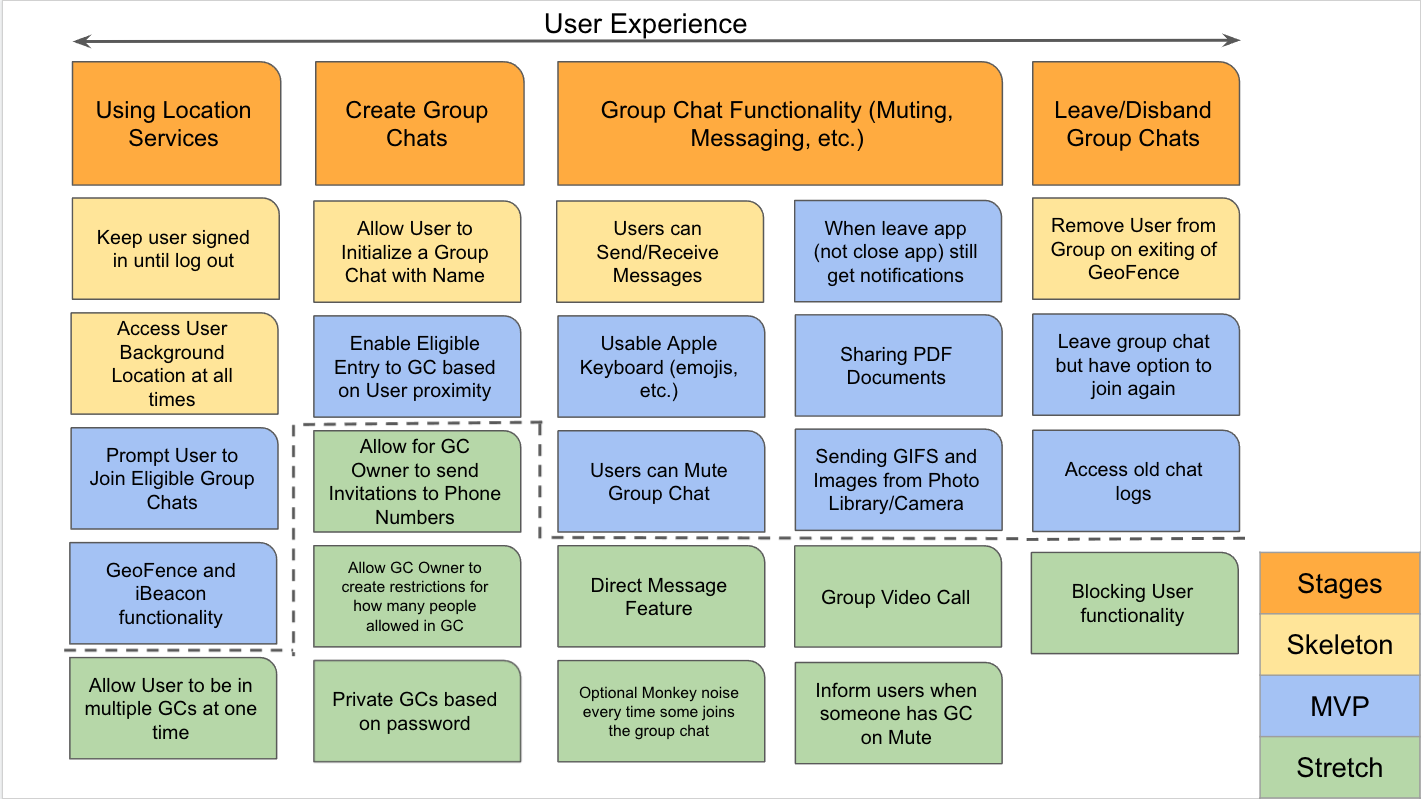 User Experience
Using Location
Services
Create Group
Chats
Group Chat Functionality (Muting,
Messaging, etc.)
Leave/Disband
Group Chats
Keep user signed
in until log out
Allow User to
Initialize a Group
Chat with Name
Users can
Send/Receive
Messages
When leave app
(not close app) still
get notifications
Remove User from
Group on exiting of
GeoFence
Access User
Background
Location at all
times
Enable Eligible
Entry to GC based
on User proximity
Usable Apple
Keyboard (emojis,
etc.)
Sharing PDF
Documents
Leave group chat
but have option to
join again
Prompt User to
Join Eligible Group
Chats
Allow for GC
Owner to send
Invitations to Phone
Numbers
Users can Mute
Group Chat
Sending GIFS and
Images from Photo
Library/Camera
Access old chat
logs
GeoFence and
iBeacon
functionality
Allow GC Owner to
create restrictions for
how many people
allowed in GC
Direct Message
Feature
Group Video Call
Blocking User
functionality
Allow User to be in
multiple GCs at one
time
Private GCs based
on password
Optional Monkey noise
every time some joins
the group chat
Inform users when
someone has GC
on Mute
Stages
Skeleton
MVP
Stretch